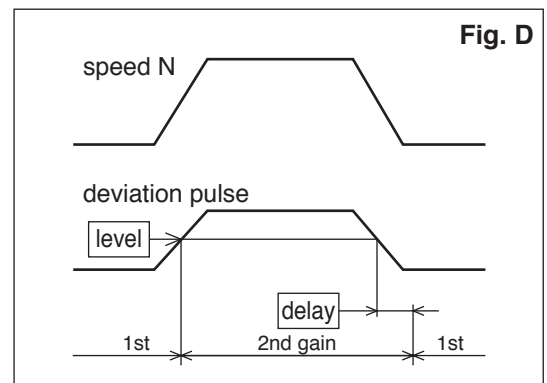 Fig. D
speed N
deviation pulse
level
delay
1st 2nd gain 1st